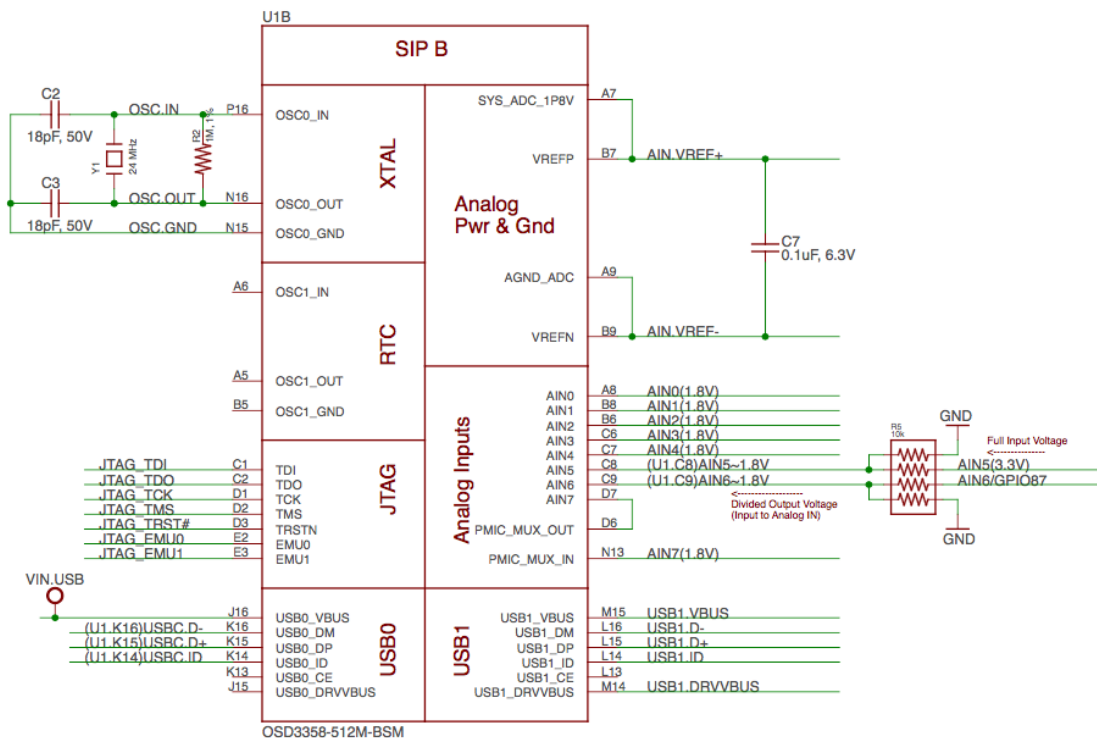 U1B
SIP B
C2
18pF, 50V
OSC.IN
P16
OSC0_IN
Y1
24 MHz
R2
1M, 1%
C3
18pF, 50V
OSC.OUT
N16
OSC0_OUT
OSC.GND
N15
OSC0_GND
XTAL
A6
OSC1_IN
RTC
A5
OSC1_OUT
B5
OSC1_GND
JTAG_TDI
C1
TDI
JTAG_TDO
C2
TDO
JTAG_TCK
D1
TCK
JTAG_TMS
D2
TMS
JTAG_TRST#
D3
TRSTN
JTAG_EMU0
E2
EMU0
JTAG_EMU1
E3
EMU1
JTAG
VIN.USB
J16
USB0_VBUS
(U1.K16)USBC.D-
K16
USB0_DM
(U1.K15)USBC.D+
K15
USB0_DP
(U1.K14)USBC.ID
K14
USB0_ID
K13
USB0_CE
J15
USB0_DRVVBUS
USB0
SYS_ADC_1P8V
A7
VREFP
B7
AIN.VREF+
Analog
Pwr & Gnd
C7
0.1uF, 6.3V
AGND_ADC
A9
VREFN
B9
AIN.VREF-
Analog Inputs
AIN0
A8
AIN0(1.8V)
AIN1
B8
AIN1(1.8V)
AIN2
B6
AIN2(1.8V)
AIN3
C6
AIN3(1.8V)
AIN4
C7
AIN4(1.8V)
AIN5
C8
(U1.C8)AIN5~1.8V
AIN6
C9
(U1.C9)AIN6~1.8V
AIN7
D7
PMIC_MUX_OUT
D6
PMIC_MUX_IN
N13
AIN7(1.8V)
Divided Output Voltage
(Input to Analog IN)
R5
10k
GND
Full Input Voltage
AIN5(3.3V)
AIN6/GPIO87
GND
USB1
USB1_VBUS
M15
USB1.VBUS
USB1_DM
L16
USB1.D-
USB1_DP
L15
USB1.D+
USB1_ID
L14
USB1.ID
USB1_CE
L13
USB1_DRVVBUS
M14
USB1.DRVVBUS
OSD3358-512M-BSM